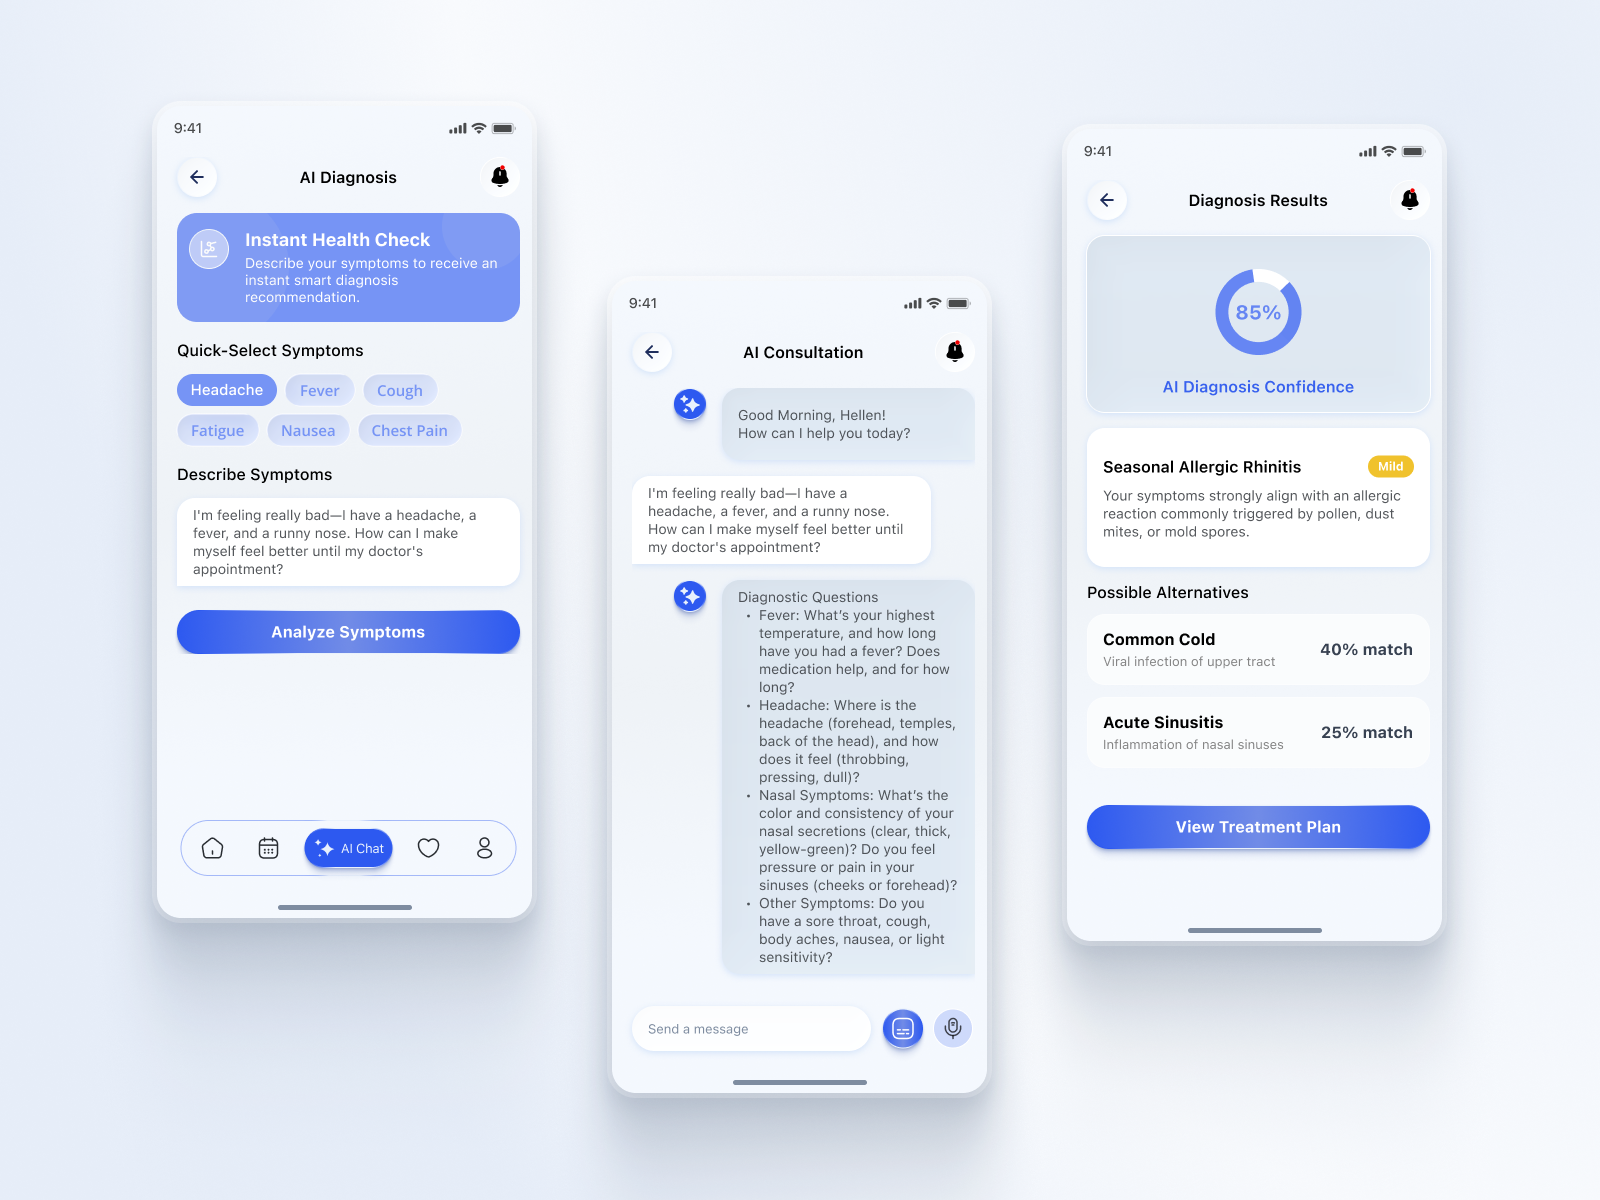 9:41
AI Diagnosis
Instant Health Check
Describe your symptoms to receive an
instant smart diagnosis
recommendation.
Quick-Select Symptoms
Headache
Fever
Cough
Fatigue
Nausea
Chest Pain
Describe Symptoms
I'm feeling really bad—I have a headache, a
fever, and a runny nose. How can I make
myself feel better until my doctor's
appointment?
Analyze Symptoms
AI Chat
9:41
AI Consultation
Good Morning, Hellen!
How can I help you today?
I'm feeling really bad—I have a
headache, a fever, and a runny nose.
How can I make myself feel better until
my doctor's appointment?
Diagnostic Questions
• Fever: What's your highest
temperature, and how long
have you had a fever? Does
medication help, and for how
long?
• Headache: Where is the
headache (forehead, temples,
back of the head), and how
does it feel (throbbing,
pressing, dull)?
• Nasal Symptoms: What's the
color and consistency of your
nasal secretions (clear, thick,
yellow-green)? Do you feel
pressure or pain in your
sinuses (cheeks or forehead)?
• Other Symptoms: Do you
have a sore throat, cough,
body aches, nausea, or light
sensitivity?
Send a message
9:41
Diagnosis Results
85%
AI Diagnosis Confidence
Seasonal Allergic Rhinitis
Mild
Your symptoms strongly align with an allergic
reaction commonly triggered by pollen, dust
mites, or mold spores.
Possible Alternatives
Common Cold
Viral infection of upper tract
40% match
Acute Sinusitis
Inflammation of nasal sinuses
25% match
View Treatment Plan